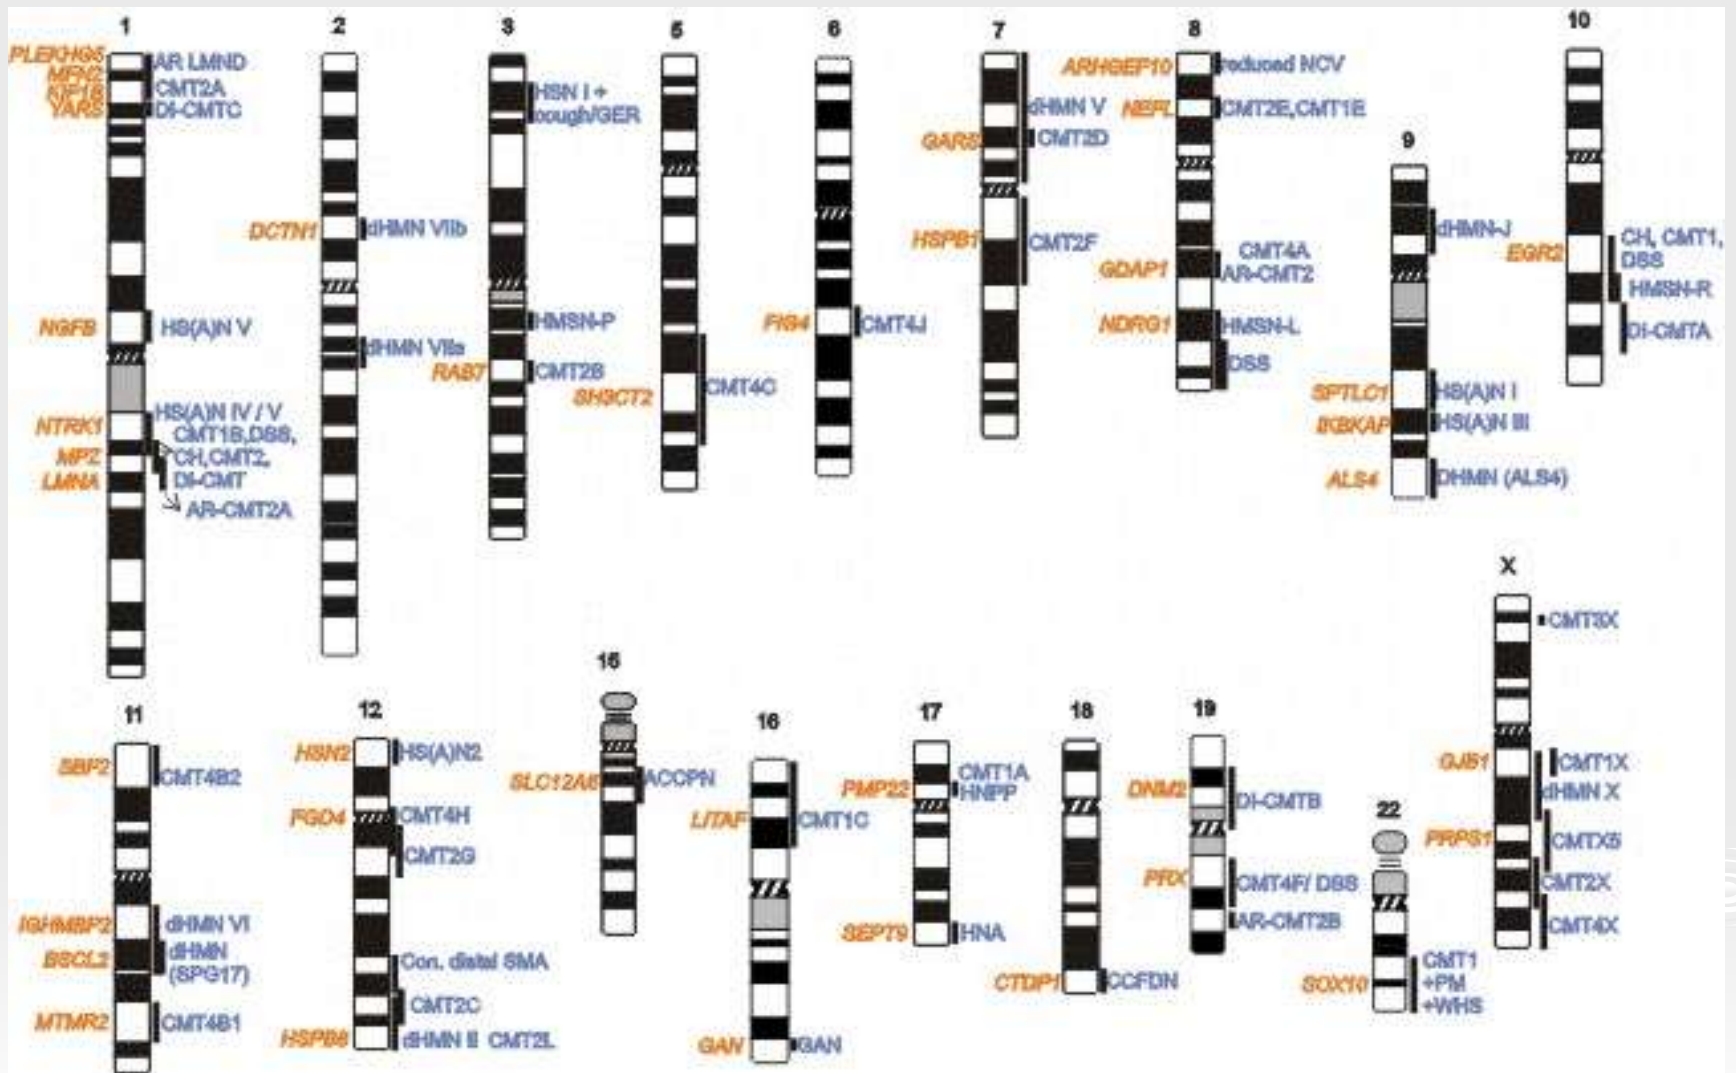 1
PLEKHG5
MFN2
KIF1B
YARS
AR LMND
CMT2A
DI-CMTC
NGFB
HS(A)N V
NTRK1
MPZ
LMNA
HS(A)N IV / V
CMT1B,DSS,
CH,CMT2,
DI-CMT
AR-CMT2A
2
DCTN1
dHMN VIIb
dHMN VIIa
3
HSN I +
cough/GER
HMSN-P
RAB7
CMT2B
5
SH3CT2
CMT4C
6
FIG4
CMT4J
7
dHMN V
GARS
CMT2D
HSPB1
CMT2F
8
ARHGEF10
reduced NCV
NEFL
CMT2E,CMT1E
GDAP1
CMT4A
AR-CMT2
NDRG1
HMSN-L
DSS
9
dHMN-J
SPTLC1
HS(A)N I
IKBKAP
HS(A)N III
ALS4
DHMN (ALS4)
10
EGR2
CH, CMT1,
DSS
HMSN-R
DI-CMTA
11
SBF2
CMT4B2
IGHMBP2
dHMN VI
BSCL2
dHMN
(SPG17)
MTMR2
CMT4B1
12
HSN2
HS(A)N2
FGD4
CMT4H
CMT2G
Con. distal SMA
CMT2C
HSPB8
dHMN II CMT2L
15
SLC12A6
ACCPN
16
LITAF
CMT1C
GAN
GAN
17
PMP22
CMT1A
HNPP
SEPT9
HNA
18
CTDP1
CCFDN
19
DNM2
DI-CMTB
PRX
CMT4F/ DSS
AR-CMT2B
22
SOX10
CMT1
+PM
+WHS
X
CMT3X
GJB1
CMT1X
dHMN X
PRPS1
CMTX5
CMT2X
CMT4X